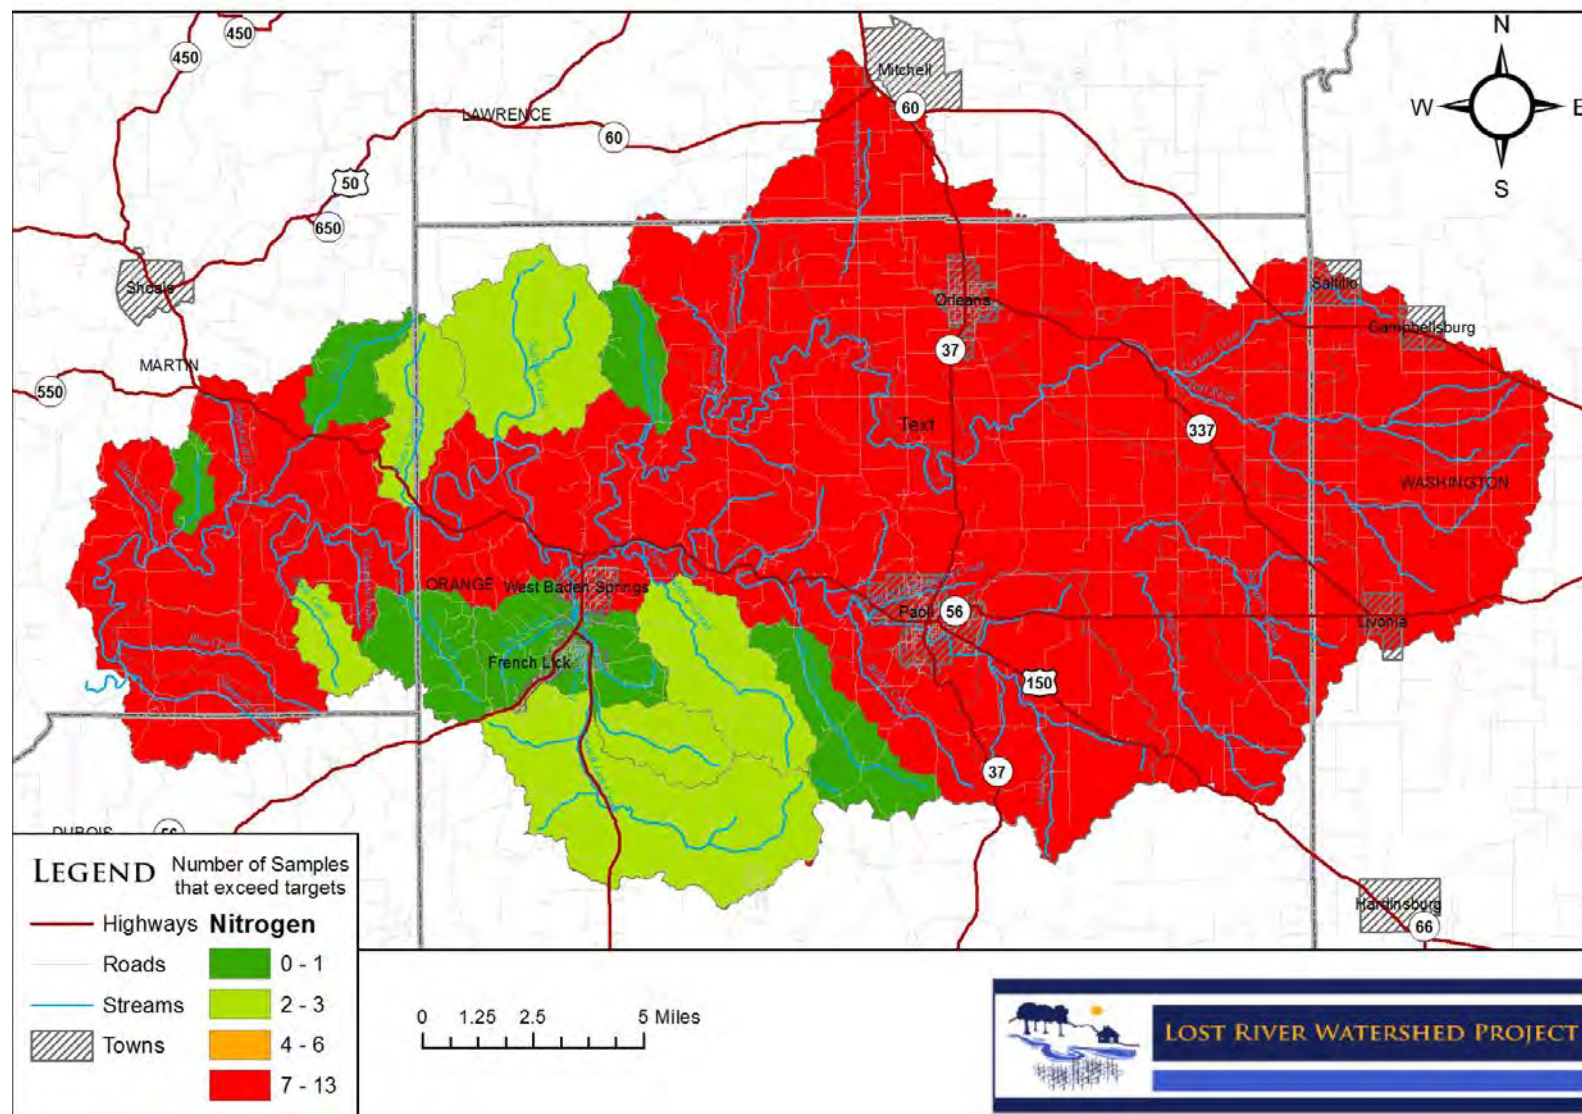 450
450
Mitchell
N
LAWRENCE
60
60
W
E
50
S
650
Shoals
Saltillo
Orleans
Campbellsburg
37
MARTIN
550
Text
337
WASHINGTON
ORANGE
West Baden Springs
Paoli
56
Livonia
French Lick
150
37
DUBOIS
56
Hardinsburg
66
LEGEND
Number of Samples
that exceed targets
Highways
Nitrogen
Roads
0 - 1
Streams
2 - 3
Towns
4 - 6
7 - 13
0 1.25 2.5 5 Miles
LOST RIVER WATERSHED PROJECT